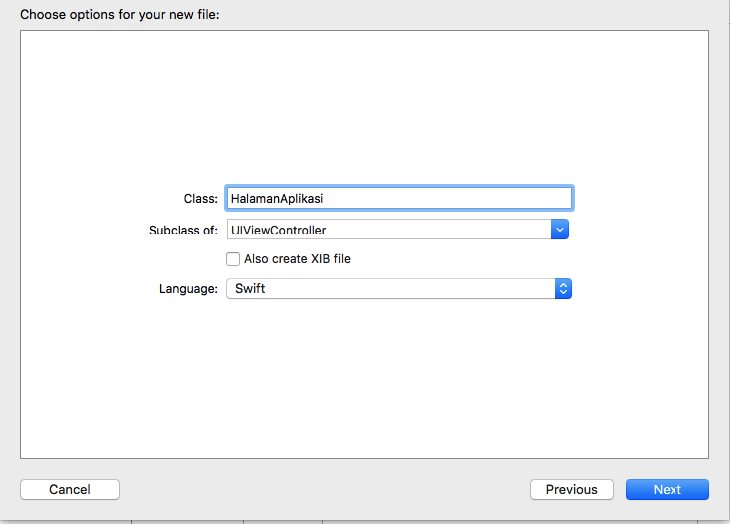 Choose options for your new file:
Class: HalamanAplikasi
Subclass of: UIViewController
Also create XIB file
Language: Swift
Cancel Previous Next